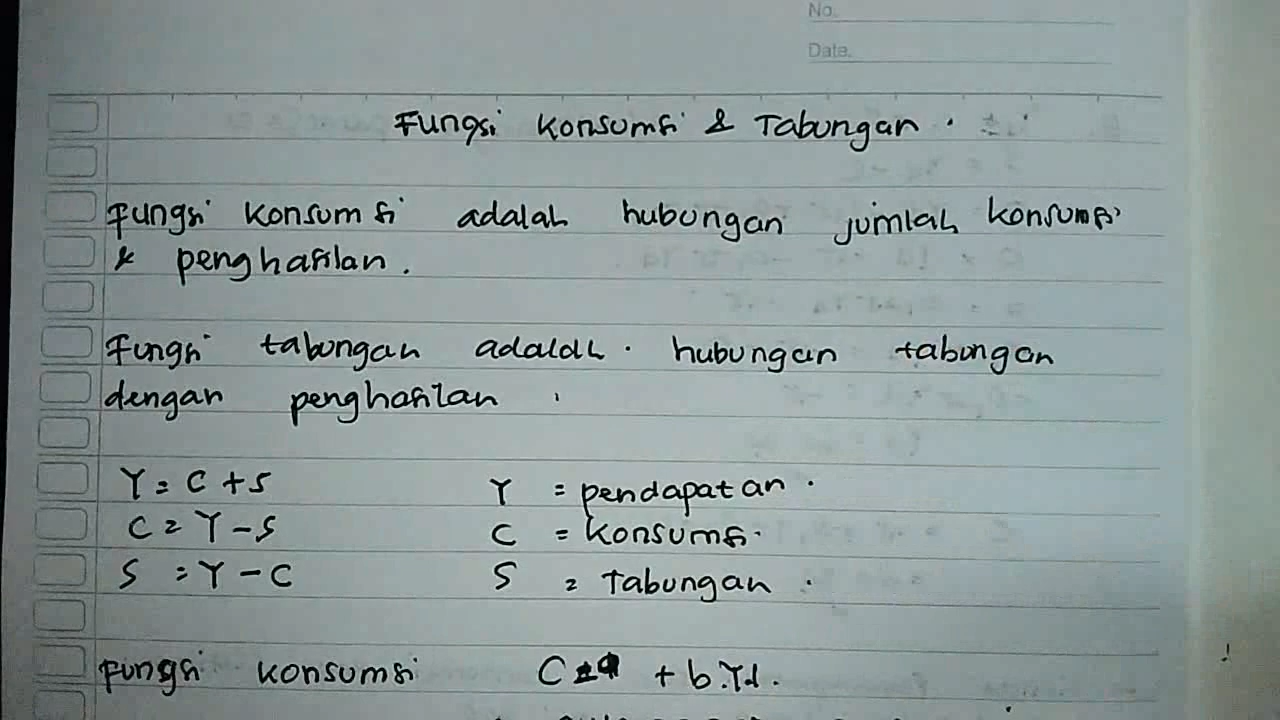 No.
Date.
Fungsi Konsumsi & Tabungan.
Fungsi konsumsi adalah hubungan jumlah konsumsi
& penghasilan.
Fungsi tabungan adalah hubungan tabungan
dengan penghasilan.
Y = C + S Y = pendapatan.
C = Y - S C = konsumsi.
S = Y - C S = Tabungan.
Fungsi konsumsi C = a + b.Yd.